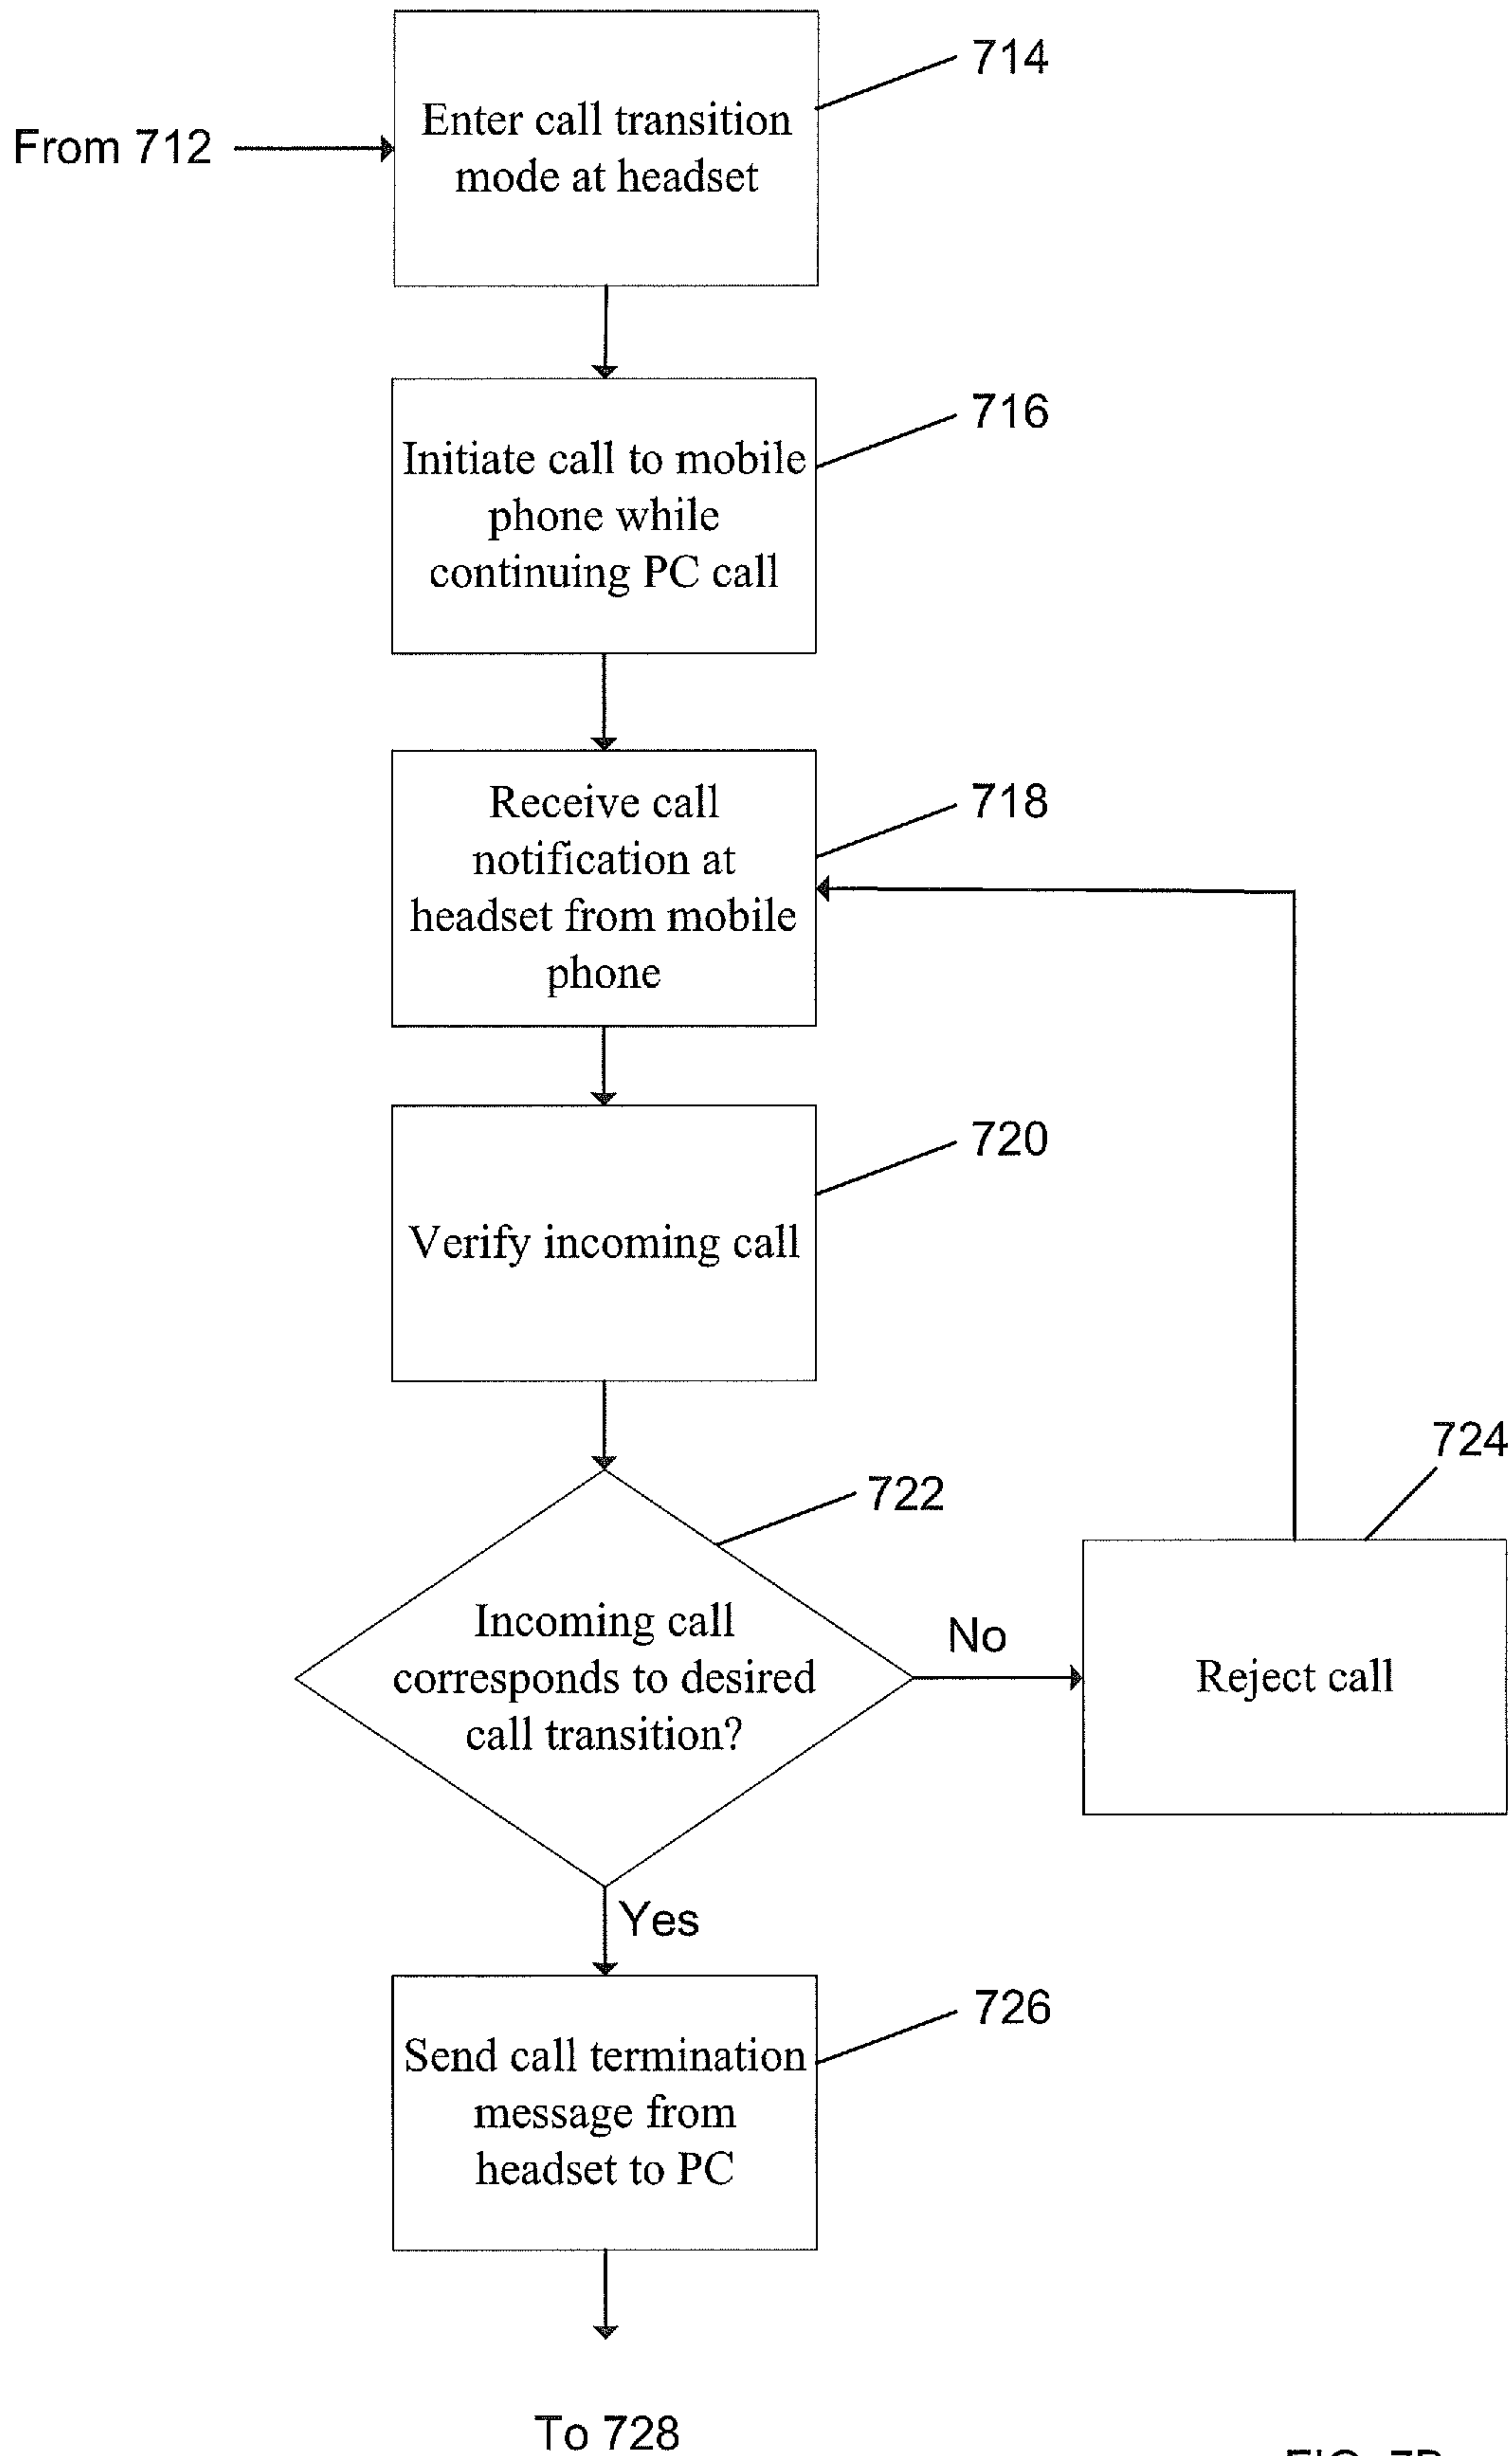 714
From 712
Enter call transition
mode at headset
716
Initiate call to mobile
phone while
continuing PC call
718
Receive call
notification at
headset from mobile
phone
720
Verify incoming call
724
722
Incoming call
corresponds to desired
call transition?
No
Reject call
Yes
726
Send call termination
message from
headset to PC
To 728